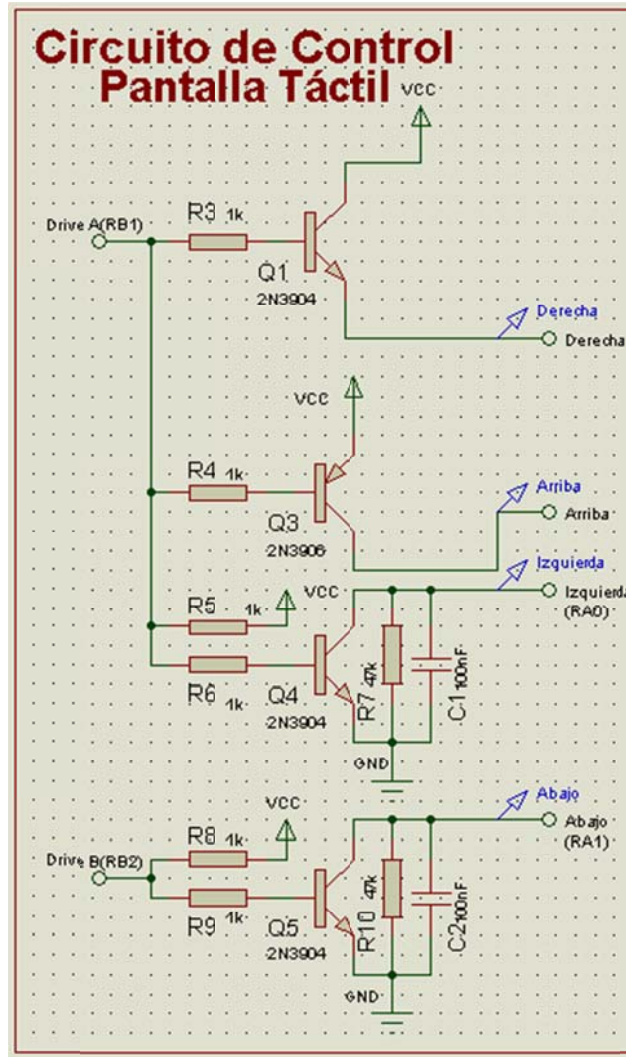 Circuito de Control
Pantalla Táctil
VCC
R3 1k
Drive A(RB1)
Q1
2N3904
Derecha
Derecha
VCC
R4 1k
Arriba
Arriba
Q3
2N3906
Izquierda
R5 1k
VCC
Izquierda
(RA0)
R6 1k
Q4
2N3904
R7 47k
C1 100nF
GND
Abajo
VCC
Abajo
(RA1)
R8 1k
Drive B(RB2)
R9 1k
Q5
2N3904
R10 47k
C2 100nF
GND